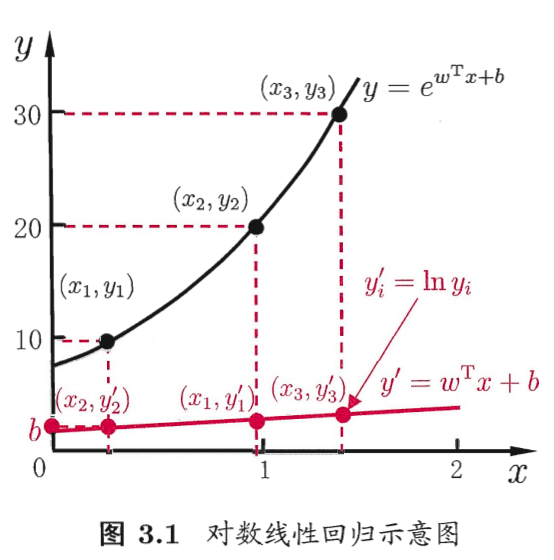 y
(x₃, y₃)
y = e^{wᵀx+b}
30
(x₂, y₂)
20
(x₁, y₁)
y′ᵢ = ln yᵢ
10
(x₂, y′₂)
(x₁, y′₁)
(x₃, y′₃)
y′ = wᵀx + b
b
0
1
2
x
图 3.1 对数线性回归示意图